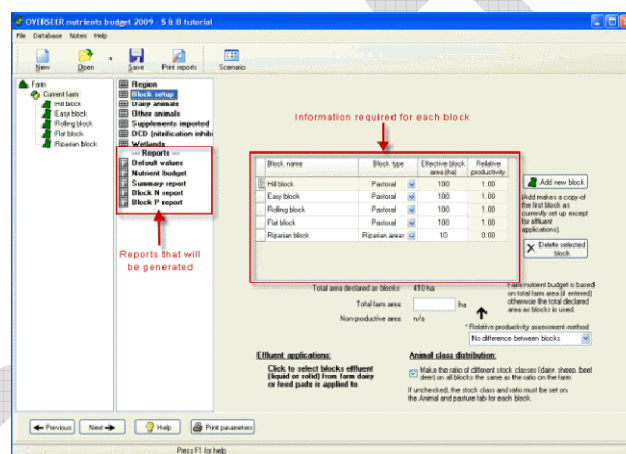 OVERSEER nutrients budget 2009 - S & B tutorial
File Database Notes Help
New Open Save Print reports Scenario
Farm
Current farm
Hill block
Easy block
Rolling block
Flat block
Riparian block
Region
Block setup
Dairy animals
Other animals
Supplements imported
DCD (nitrification inhibi
Wetlands
--- Reports ---
Default values
Nutrient budget
Summary report
Block N report
Block P report
Reports that will
be generated
Information required for each block
Block name Block type Effective block area (ha) Relative productivity
Hill block Pastoral 100 1.00
Easy block Pastoral 100 1.00
Rolling block Pastoral 100 1.00
Flat block Pastoral 100 1.00
Riparian block Riparian area 10 0.00
Add new block
(Add makes a copy of
the first block as
currently set up except
for effluent
applications).
Delete selected
block
Total area declared as blocks: 410 ha
Total farm area: ha
Non-productive area: n/a
Farm nutrient budget is based
on total farm area (if entered)
otherwise the total declared
area as blocks is used.
* Relative productivity assessment method
No difference between blocks
Effluent applications:
Click to select blocks effluent
(liquid or solid) from farm dairy
or feed pads is applied to
Animal class distribution:
Make the ratio of different stock classes (dairy, sheep, beef
deer) on all blocks the same as the ratio on the farm
If unchecked, the stock class and ratio must be set on
the Animal and pasture tab for each block.
Previous Next Help Print parameters
Press F1 for help